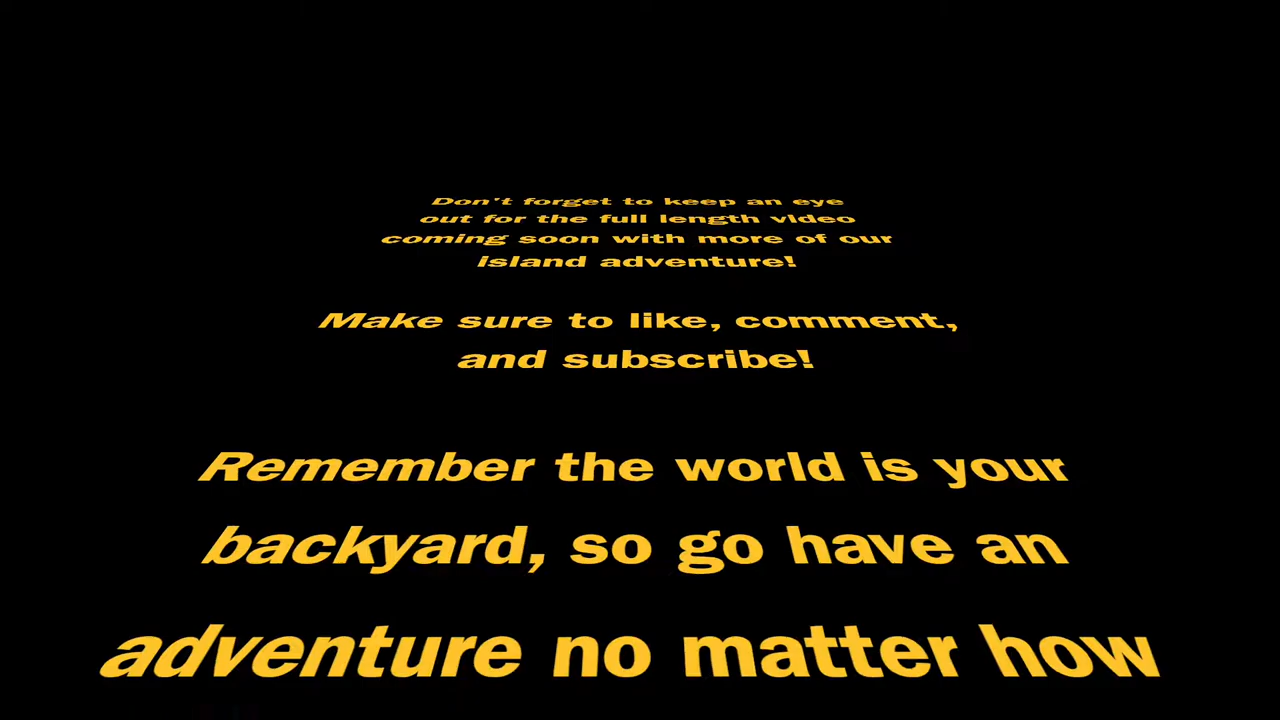 Don't forget to keep an eye
out for the full length video
coming soon with more of our
island adventure!
Make sure to like, comment,
and subscribe!
Remember the world is your
backyard, so go have an
adventure no matter how